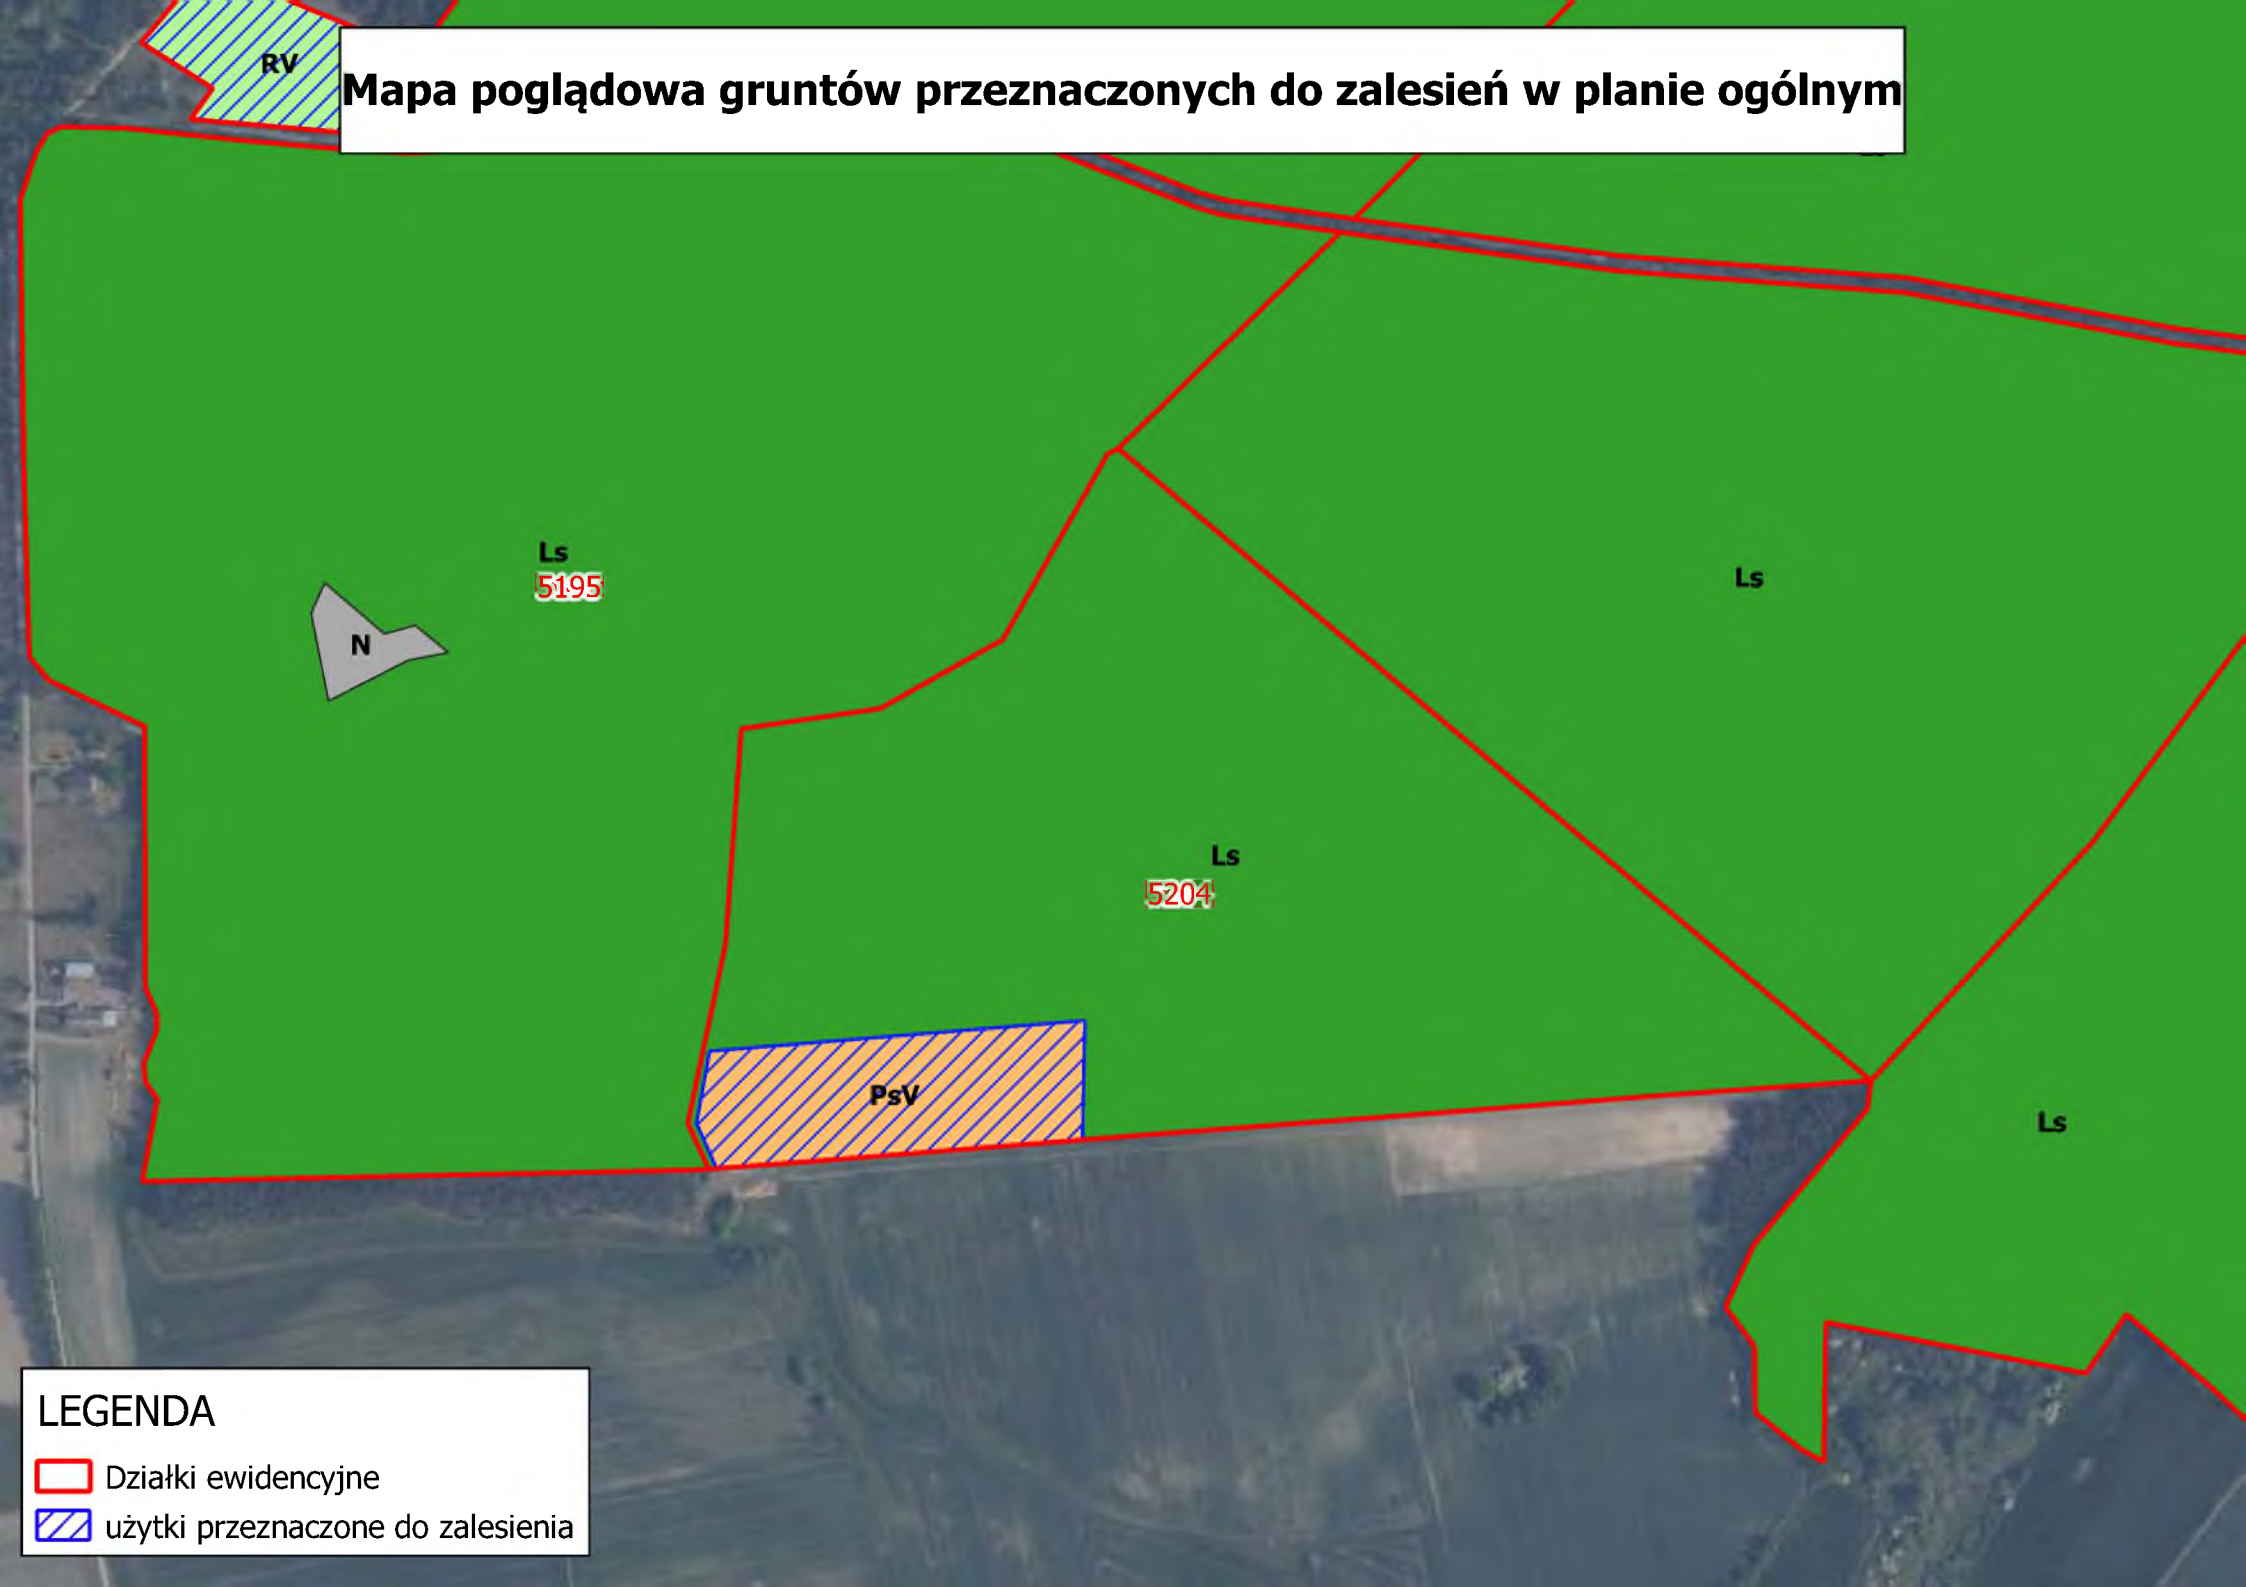 RV
Mapa poglądowa gruntów przeznaczonych do zalesień w planie ogólnym
Ls
5195
N
Ls
Ls
5204
PsV
Ls
LEGENDA
Działki ewidencyjne
użytki przeznaczone do zalesienia